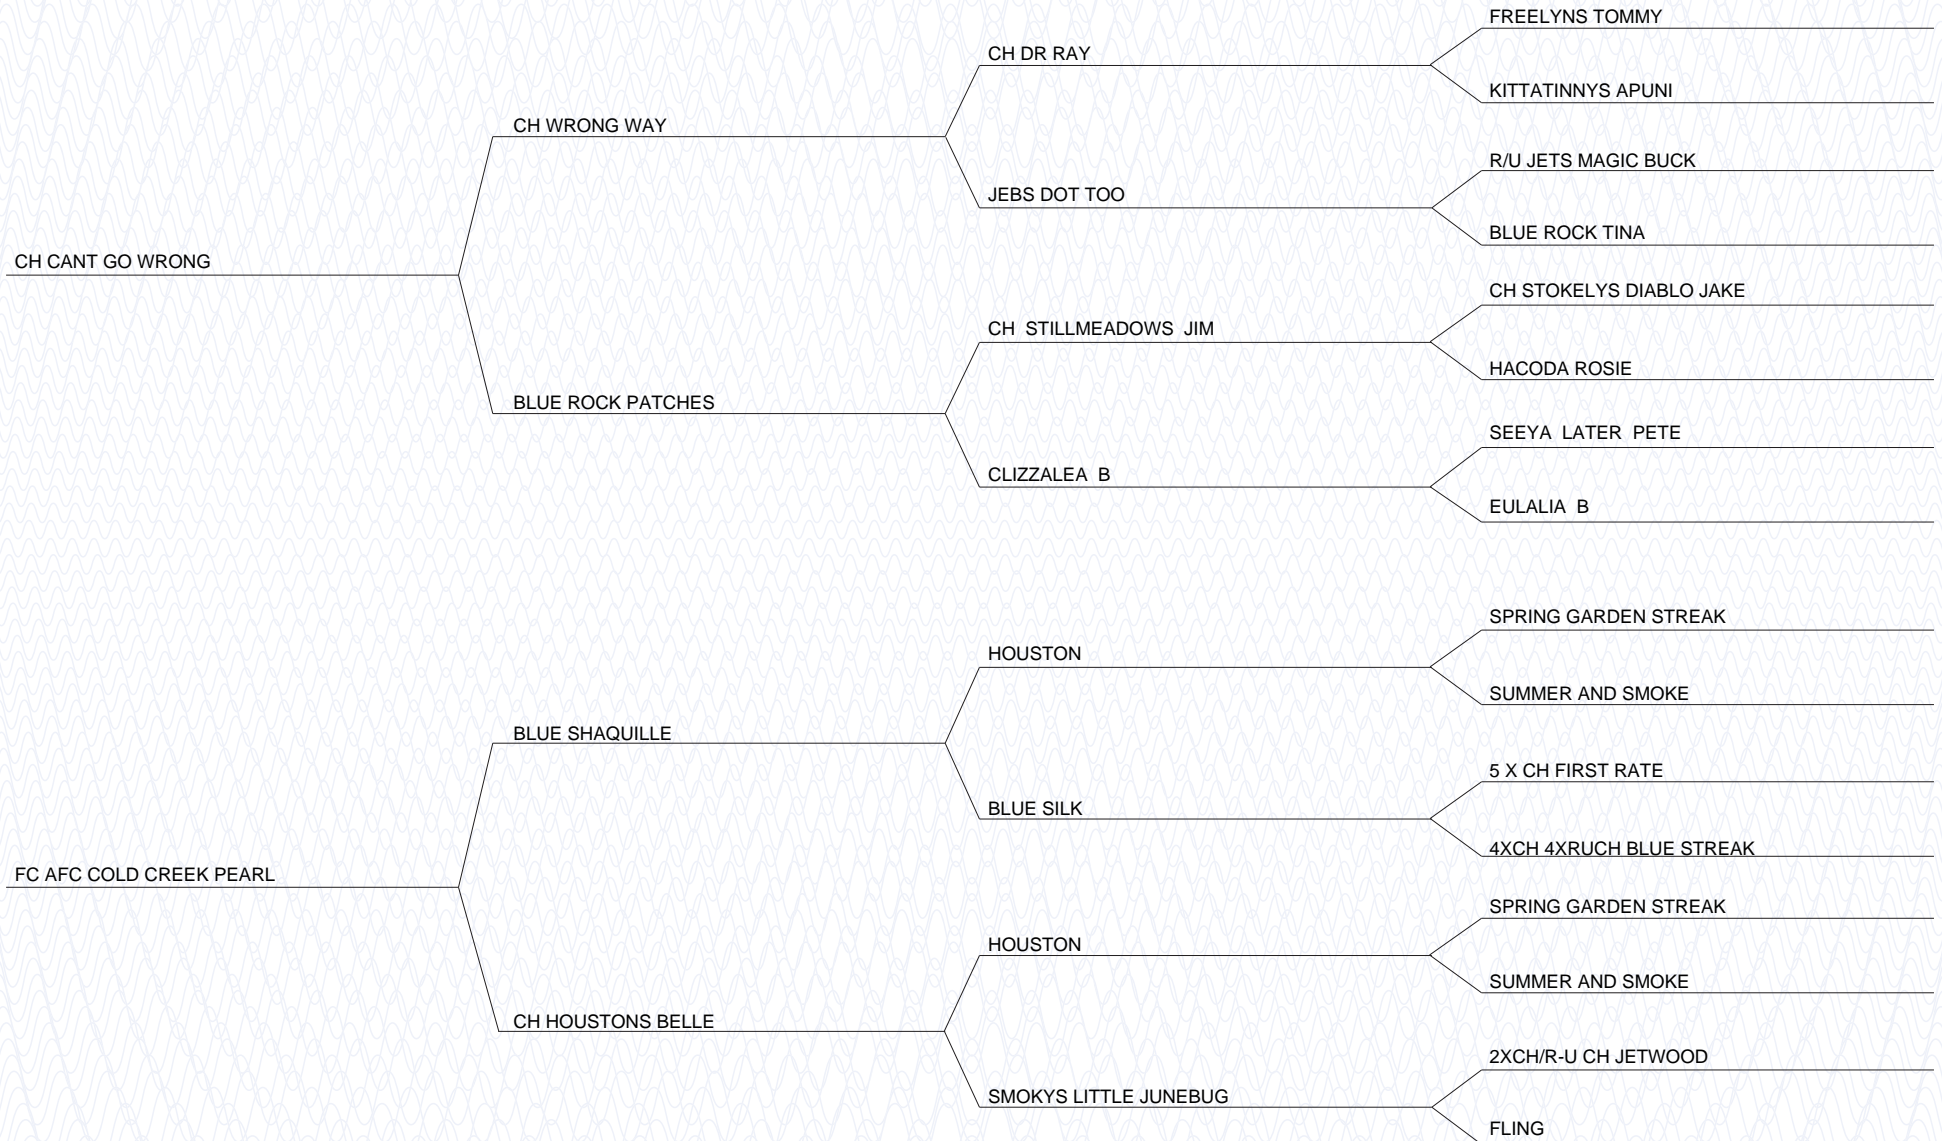 FREELYNS TOMMY
CH DR RAY
KITTATINNYS APUNI
CH WRONG WAY
R/U JETS MAGIC BUCK
JEBS DOT TOO
BLUE ROCK TINA
CH CANT GO WRONG
CH STOKELYS DIABLO JAKE
CH  STILLMEADOWS  JIM
HACODA ROSIE
BLUE ROCK PATCHES
SEEYA  LATER  PETE
CLIZZALEA  B
EULALIA  B
SPRING GARDEN STREAK
HOUSTON
SUMMER AND SMOKE
BLUE SHAQUILLE
5 X CH FIRST RATE
BLUE SILK
4XCH 4XRUCH BLUE STREAK
FC AFC COLD CREEK PEARL
SPRING GARDEN STREAK
HOUSTON
SUMMER AND SMOKE
CH HOUSTONS BELLE
2XCH/R-U CH JETWOOD
SMOKYS LITTLE JUNEBUG
FLING